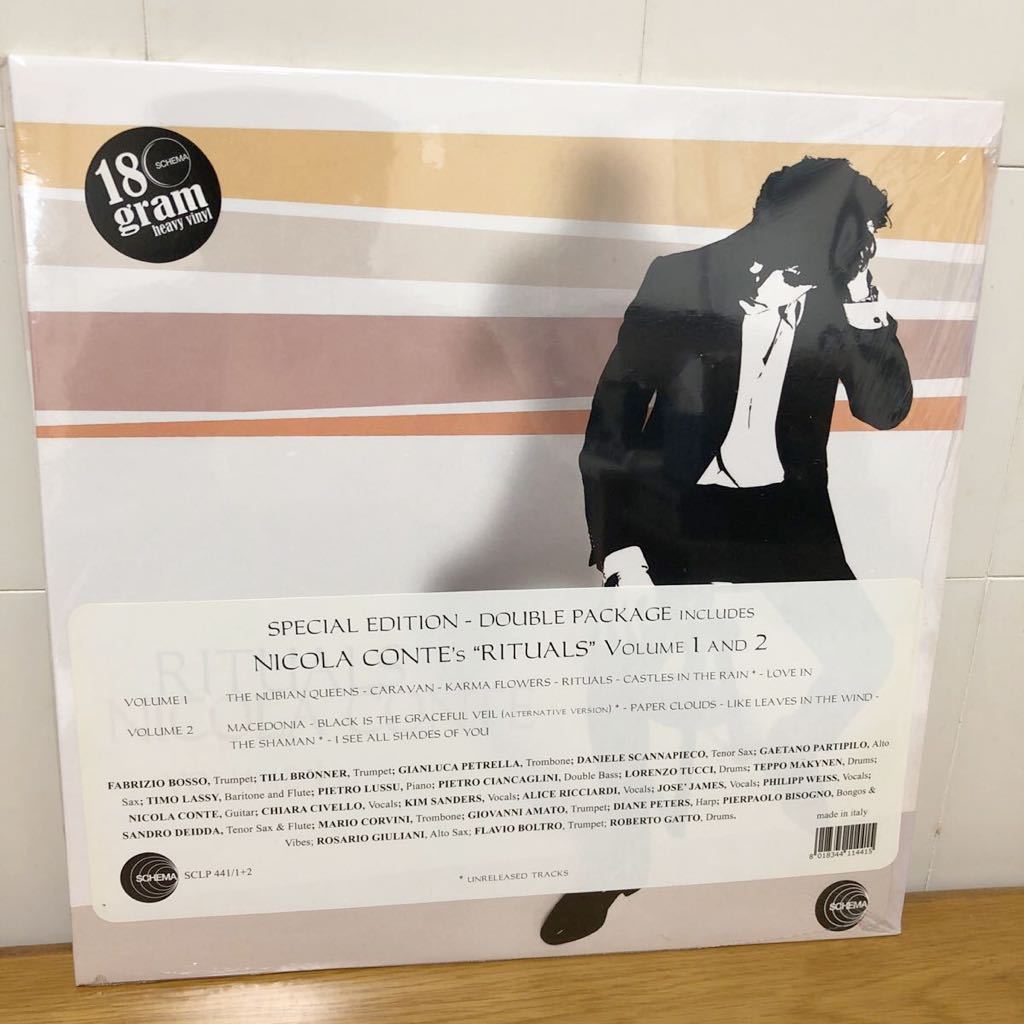 18
SCHEMA
gram
heavy vinyl
SPECIAL EDITION - DOUBLE PACKAGE INCLUDES
NICOLA CONTE'S "RITUALS" VOLUME 1 AND 2
VOLUME 1 THE NUBIAN QUEENS - CARAVAN - KARMA FLOWERS - RITUALS - CASTLES IN THE RAIN * - LOVE IN
VOLUME 2 MACEDONIA - BLACK IS THE GRACEFUL VEIL (ALTERNATIVE VERSION) * - PAPER CLOUDS - LIKE LEAVES IN THE WIND -
THE SHAMAN * - I SEE ALL SHADES OF YOU
FABRIZIO BOSSO, Trumpet; TILL BRÖNNER, Trumpet; GIANLUCA PETRELLA, Trombone; DANIELE SCANNAPIECO, Tenor Sax; GAETANO PARTIPILO, Alto
Sax; TIMO LASSY, Baritone and Flute; PIETRO LUSSU, Piano; PIETRO CIANCAGLINI, Double Bass; LORENZO TUCCI, Drums; TEPPO MAKYNEN, Drums;
NICOLA CONTE, Guitar; CHIARA CIVELLO, Vocals; KIM SANDERS, Vocals; ALICE RICCIARDI, Vocals; JOSE' JAMES, Vocals; PHILIPP WEISS, Vocals;
SANDRO DEIDDA, Tenor Sax & Flute; MARIO CORVINI, Trombone; GIOVANNI AMATO, Trumpet; DIANE PETERS, Harp; PIERPAOLO BISOGNO, Bongos &
Vibes; ROSARIO GIULIANI, Alto Sax; FLAVIO BOLTRO, Trumpet; ROBERTO GATTO, Drums.
made in italy
8 018344 114415
SCHEMA SCLP 441/1+2
* UNRELEASED TRACKS
SCHEMA
RITUALS
NICOLA CONTE